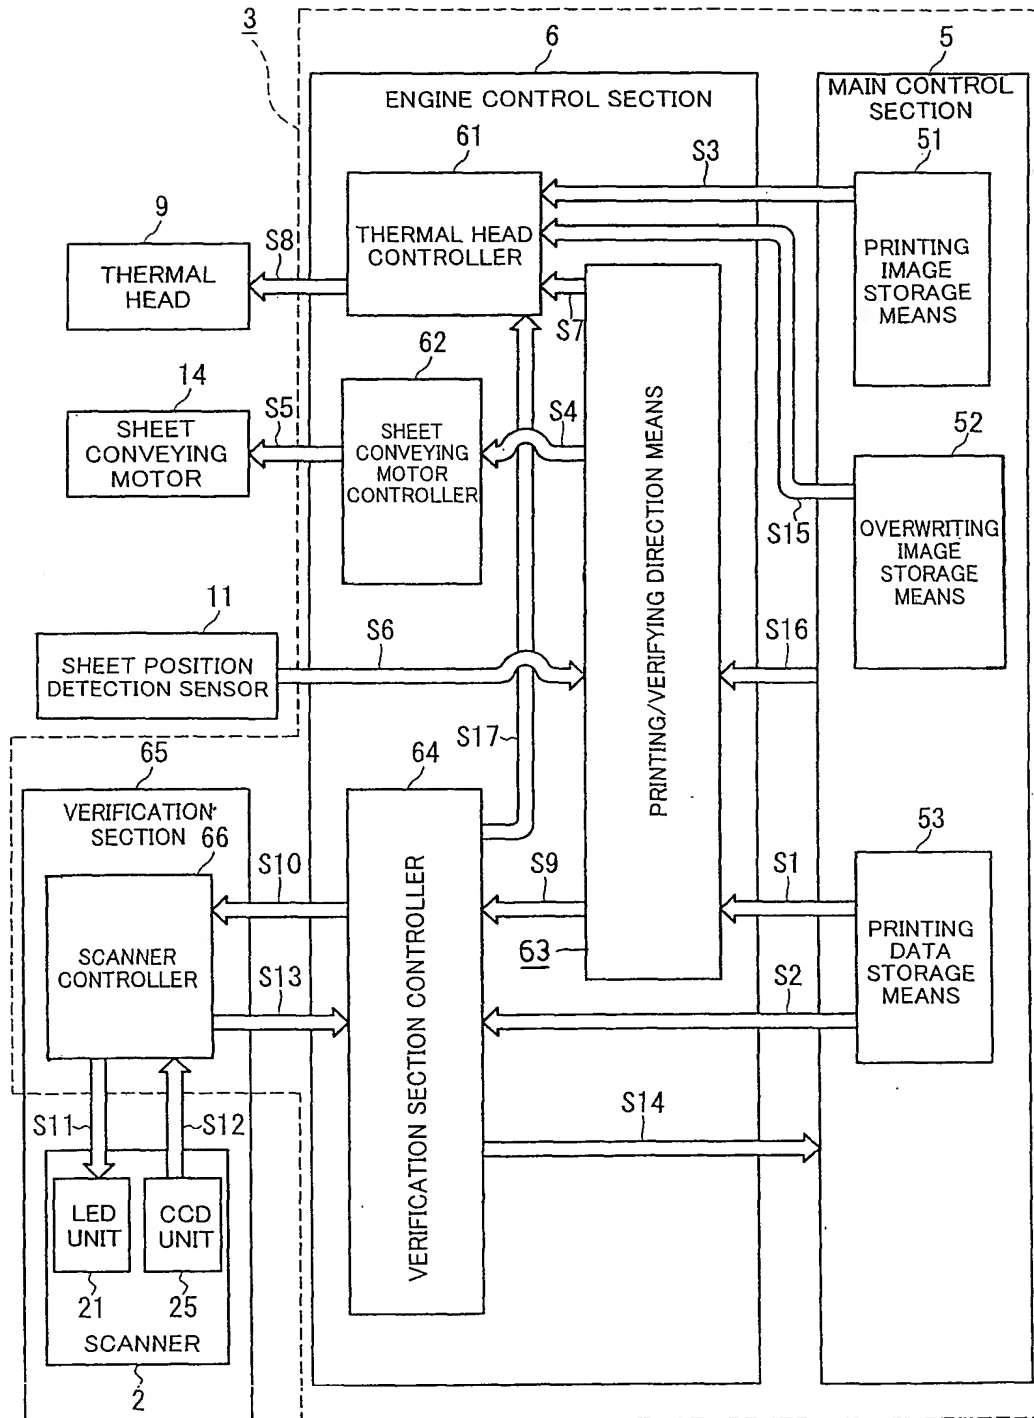 3
6
5
ENGINE CONTROL SECTION
MAIN CONTROL
SECTION
61
S3
51
THERMAL HEAD
CONTROLLER
PRINTING
IMAGE
STORAGE
MEANS
9
THERMAL
HEAD
S8
S7
62
14
SHEET
CONVEYING
MOTOR
S5
SHEET
CONVEYING
MOTOR
CONTROLLER
S4
52
S15
OVERWRITING
IMAGE
STORAGE
MEANS
PRINTING/VERIFYING DIRECTION MEANS
11
SHEET POSITION
DETECTION SENSOR
S6
S16
S17
65
64
VERIFICATION
SECTION
66
53
S10
S9
S1
SCANNER
CONTROLLER
63
PRINTING
DATA
STORAGE
MEANS
S13
S2
VERIFICATION SECTION CONTROLLER
S11
S12
S14
LED
UNIT
CCD
UNIT
21
25
SCANNER
2